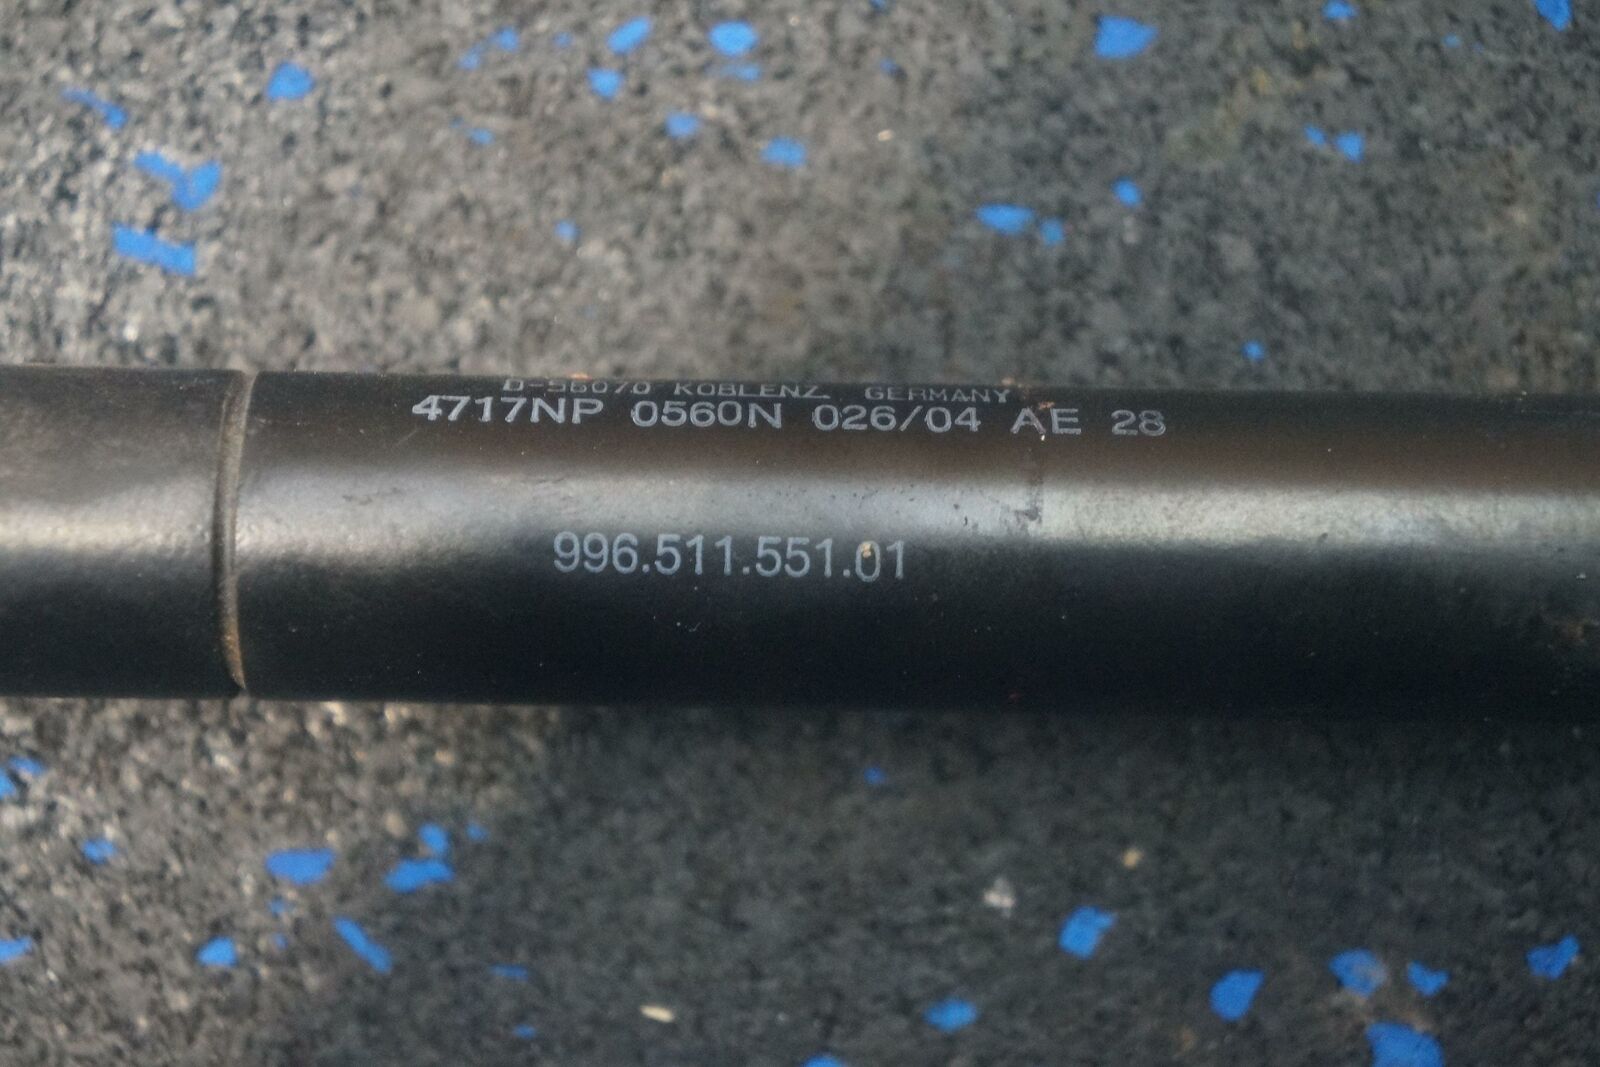 D-56070 KOBLENZ GERMANY
4717NP 0560N 026/04 AE 28
996.511.551.01